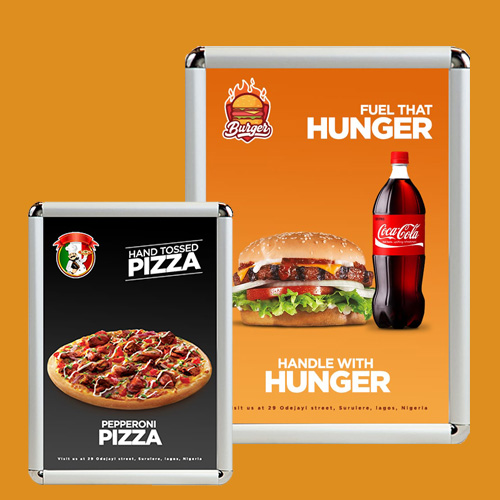 Burger
FUEL THAT
HUNGER
Coca-Cola
HANDLE WITH
HUNGER
sit us at 29 Odejayi street, Surulere, lagos, Nigeria
HAND TOSSED
PIZZA
PEPPERONI
PIZZA
Visit us at 29 Odejayi street, Surulere, lagos, Nigeria